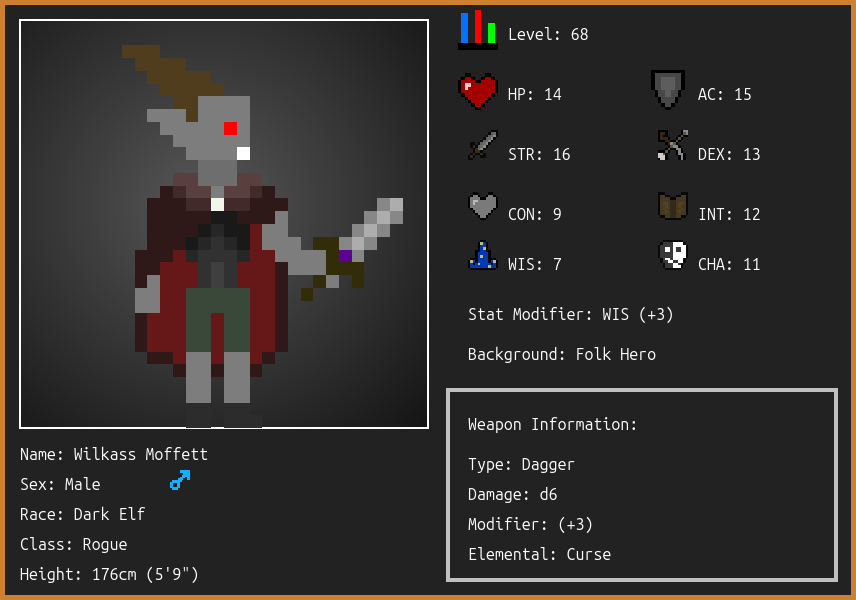 Level: 68
HP: 14 AC: 15
STR: 16 DEX: 13
CON: 9 INT: 12
WIS: 7 CHA: 11
Stat Modifier: WIS (+3)
Background: Folk Hero
Weapon Information:
Type: Dagger
Damage: d6
Modifier: (+3)
Elemental: Curse
Name: Wilkass Moffett
Sex: Male
Race: Dark Elf
Class: Rogue
Height: 176cm (5'9")